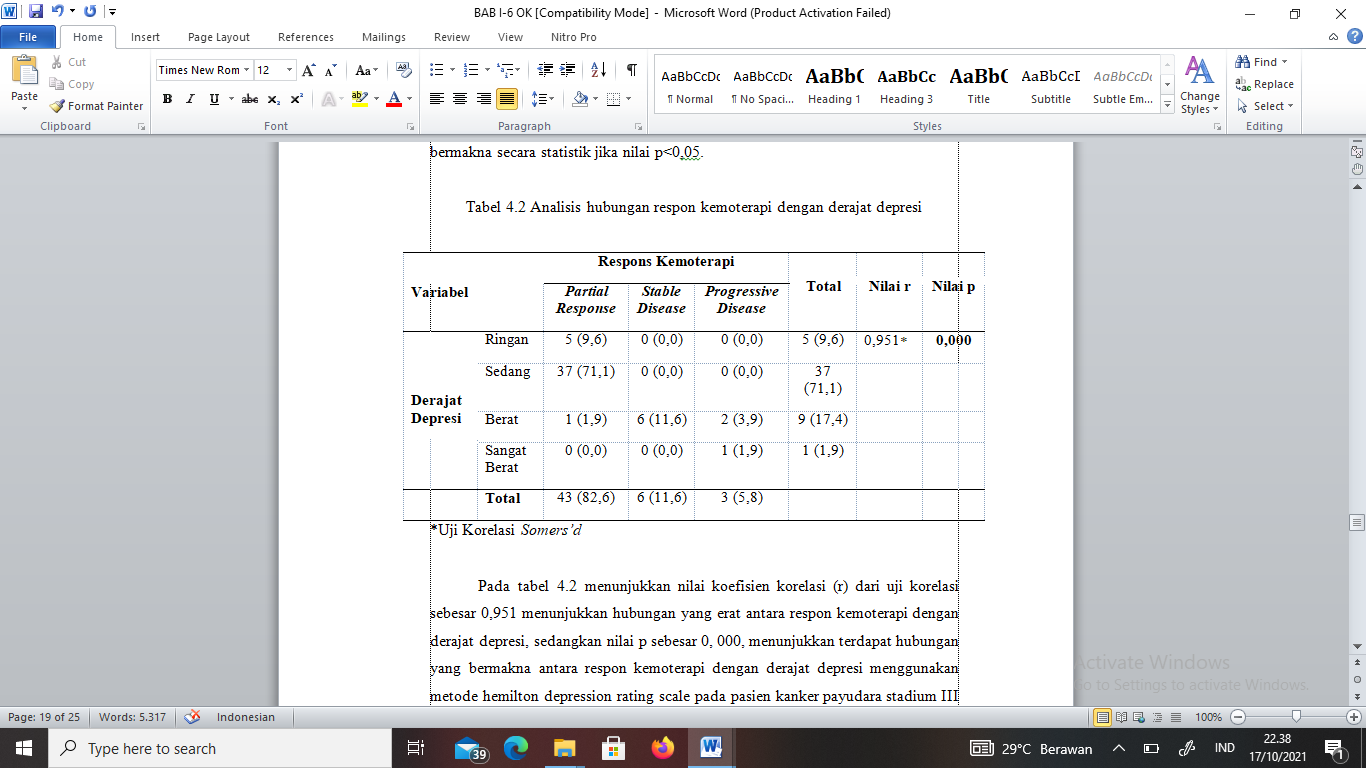 BAB I-6 OK [Compatibility Mode] - Microsoft Word (Product Activation Failed)
File Home Insert Page Layout References Mailings Review View Nitro Pro
Paste
Cut
Copy
Format Painter
Clipboard
Times New Rom 12
Font
Paragraph
AaBbCcDc AaBbCcDc AaBbC AaBbCc AaBbC AaBbCcD AaBbCcDc
¶ Normal ¶ No Spaci... Heading 1 Heading 3 Title Subtitle Subtle Em...
Styles
Change
Styles
Find
Replace
Select
Editing
bermakna secara statistik jika nilai p<0,05.
Tabel 4.2 Analisis hubungan respon kemoterapi dengan derajat depresi
Variabel Respons Kemoterapi Total Nilai r Nilai p
Partial Response Stable Disease Progressive Disease
Derajat Depresi
Ringan 5 (9,6) 0 (0,0) 0 (0,0) 5 (9,6) 0,951* 0,000
Sedang 37 (71,1) 0 (0,0) 0 (0,0) 37 (71,1)
Berat 1 (1,9) 6 (11,6) 2 (3,9) 9 (17,4)
Sangat Berat 0 (0,0) 0 (0,0) 1 (1,9) 1 (1,9)
Total 43 (82,6) 6 (11,6) 3 (5,8)
*Uji Korelasi Somers’d
Pada tabel 4.2 menunjukkan nilai koefisien korelasi (r) dari uji korelasi
sebesar 0,951 menunjukkan hubungan yang erat antara respon kemoterapi dengan
derajat depresi, sedangkan nilai p sebesar 0, 000, menunjukkan terdapat hubungan
yang bermakna antara respon kemoterapi dengan derajat depresi menggunakan
metode hemilton depression rating scale pada pasien kanker payudara stadium III
Activate Windows
Go to Settings to activate Windows.
Page: 19 of 25 Words: 5.317 Indonesian 100%
Type here to search
39
29°C Berawan
IND
22.38
17/10/2021
1